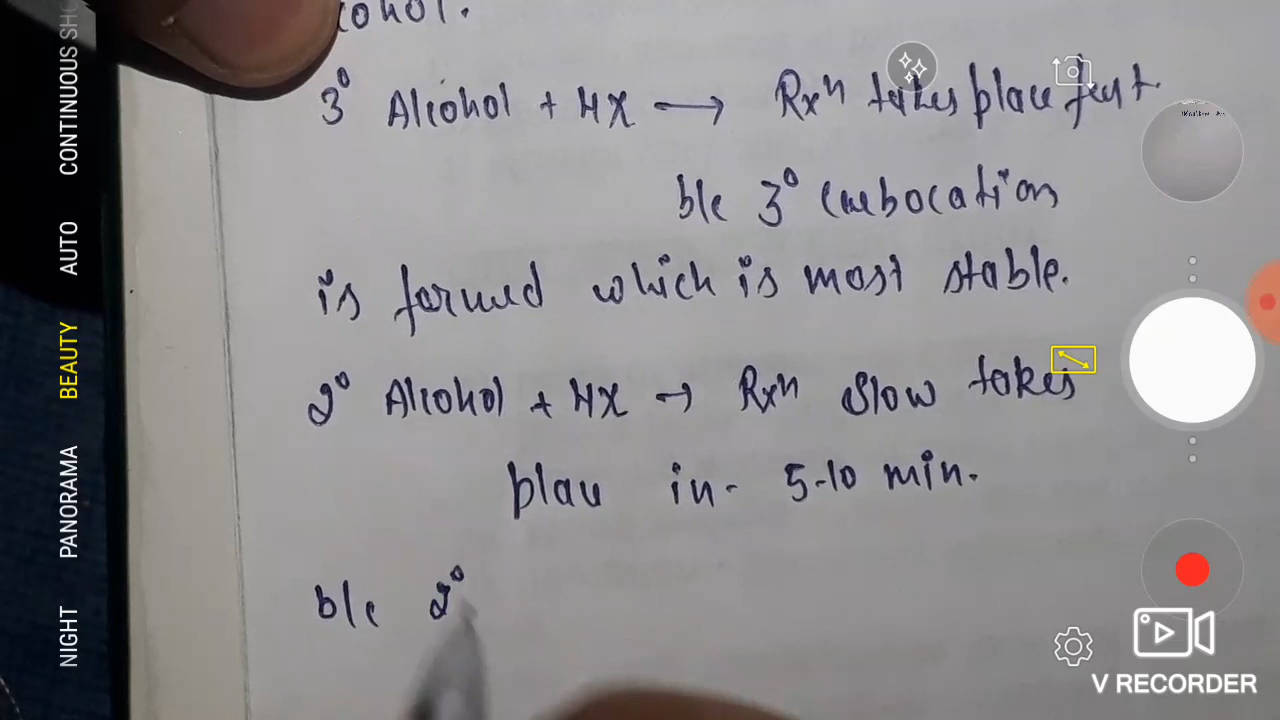 cohol.
3° Alcohol + HX → Rxn takes place fast.
b/c 3° carbocation
is formed which is most stable.
2° Alcohol + HX → Rxn slow takes
place in - 5-10 min.
b/c 2°
CONTINUOUS SHO
AUTO
BEAUTY
PANORAMA
NIGHT
V RECORDER